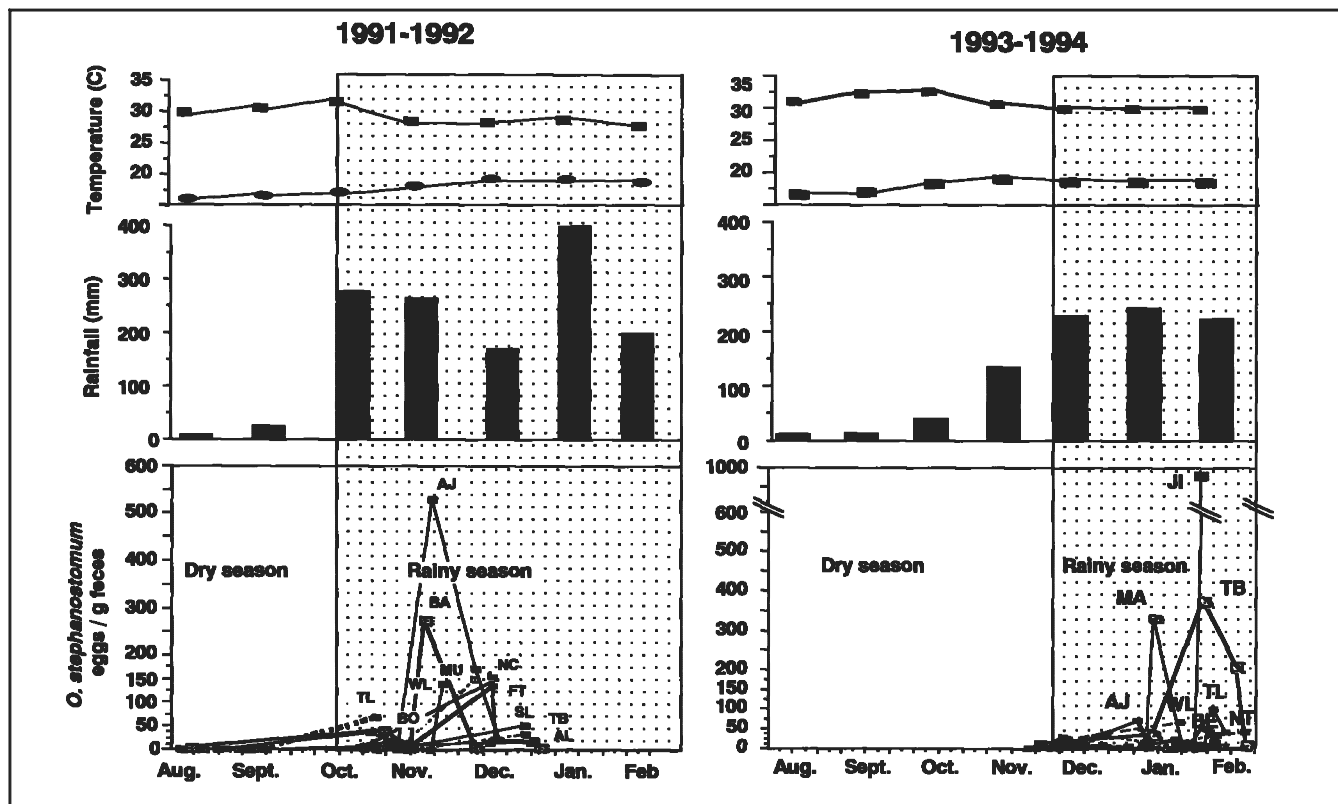 1991-1992
1993-1994
Temperature (C)
35
30
25
20
35
30
25
20
Rainfall (mm)
400
300
200
100
0
400
300
200
100
0
O. stephanostomum
eggs / g feces
600
500
400
300
200
150
100
50
0
Dry season
Rainy season
AJ
BA
MU
NC
WL
FT
TL
BO
SL
TB
AL
Aug. Sept. Oct. Nov. Dec. Jan. Feb
1000
600
500
400
300
200
150
100
50
0
Dry season
Rainy season
JI
TB
MA
AJ
WL
TL
NT
Aug. Sept. Oct. Nov. Dec. Jan. Feb.